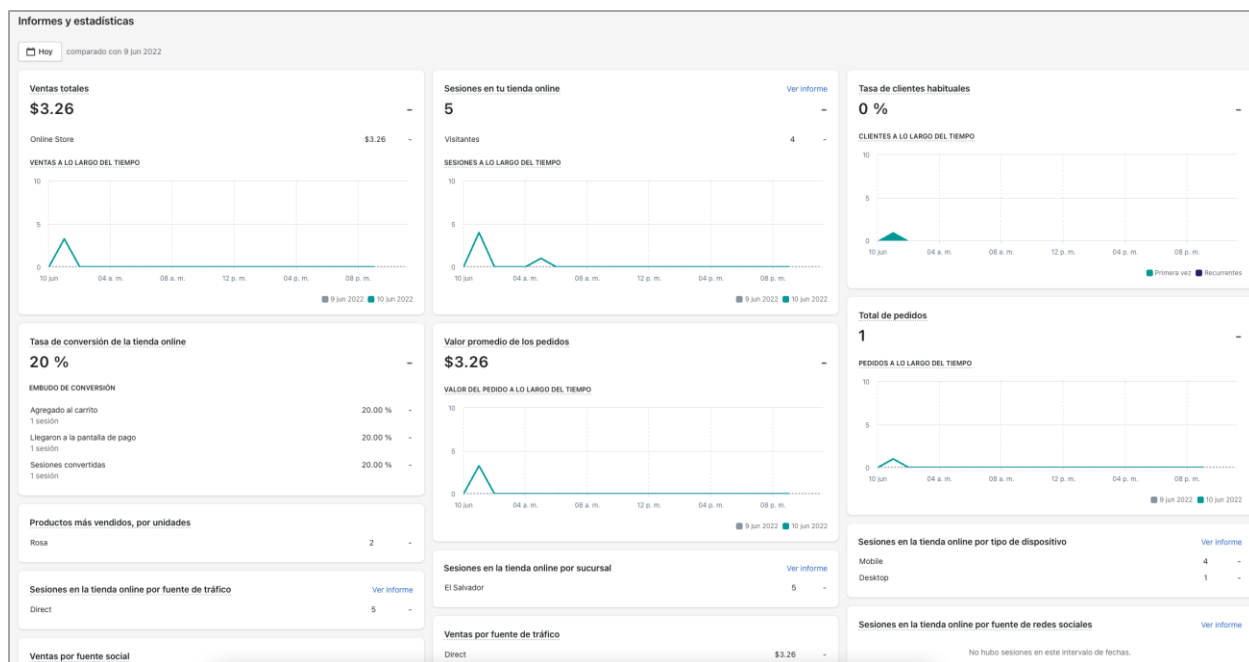 Informes y estadísticas
Hoy comparado con 9 jun 2022
Ventas totales
$3.26 -
Online Store $3.26 -
VENTAS A LO LARGO DEL TIEMPO
10
5
0
10 jun 04 a. m. 08 a. m. 12 p. m. 04 p. m. 08 p. m.
9 jun 2022 10 jun 2022
Tasa de conversión de la tienda online
20 % -
EMBUDO DE CONVERSIÓN
Agregado al carrito 20.00 % -
1 sesión
Llegaron a la pantalla de pago 20.00 % -
1 sesión
Sesiones convertidas 20.00 % -
1 sesión
Productos más vendidos, por unidades
Rosa 2 -
Sesiones en la tienda online por fuente de tráfico Ver informe
Direct 5 -
Ventas por fuente social
Sesiones en tu tienda online Ver informe
5 -
Visitantes 4 -
SESIONES A LO LARGO DEL TIEMPO
10
5
0
10 jun 04 a. m. 08 a. m. 12 p. m. 04 p. m. 08 p. m.
9 jun 2022 10 jun 2022
Valor promedio de los pedidos
$3.26 -
VALOR DEL PEDIDO A LO LARGO DEL TIEMPO
10
5
0
10 jun 04 a. m. 08 a. m. 12 p. m. 04 p. m. 08 p. m.
9 jun 2022 10 jun 2022
Sesiones en la tienda online por sucursal Ver informe
El Salvador 5 -
Ventas por fuente de tráfico
Direct $3.26 -
Tasa de clientes habituales
0 % -
CLIENTES A LO LARGO DEL TIEMPO
10
5
0
10 jun 04 a. m. 08 a. m. 12 p. m. 04 p. m. 08 p. m.
Primera vez Recurrentes
Total de pedidos
1 -
PEDIDOS A LO LARGO DEL TIEMPO
10
5
0
10 jun 04 a. m. 08 a. m. 12 p. m. 04 p. m. 08 p. m.
9 jun 2022 10 jun 2022
Sesiones en la tienda online por tipo de dispositivo Ver informe
Mobile 4 -
Desktop 1 -
Sesiones en la tienda online por fuente de redes sociales Ver informe
No hubo sesiones en este intervalo de fechas.